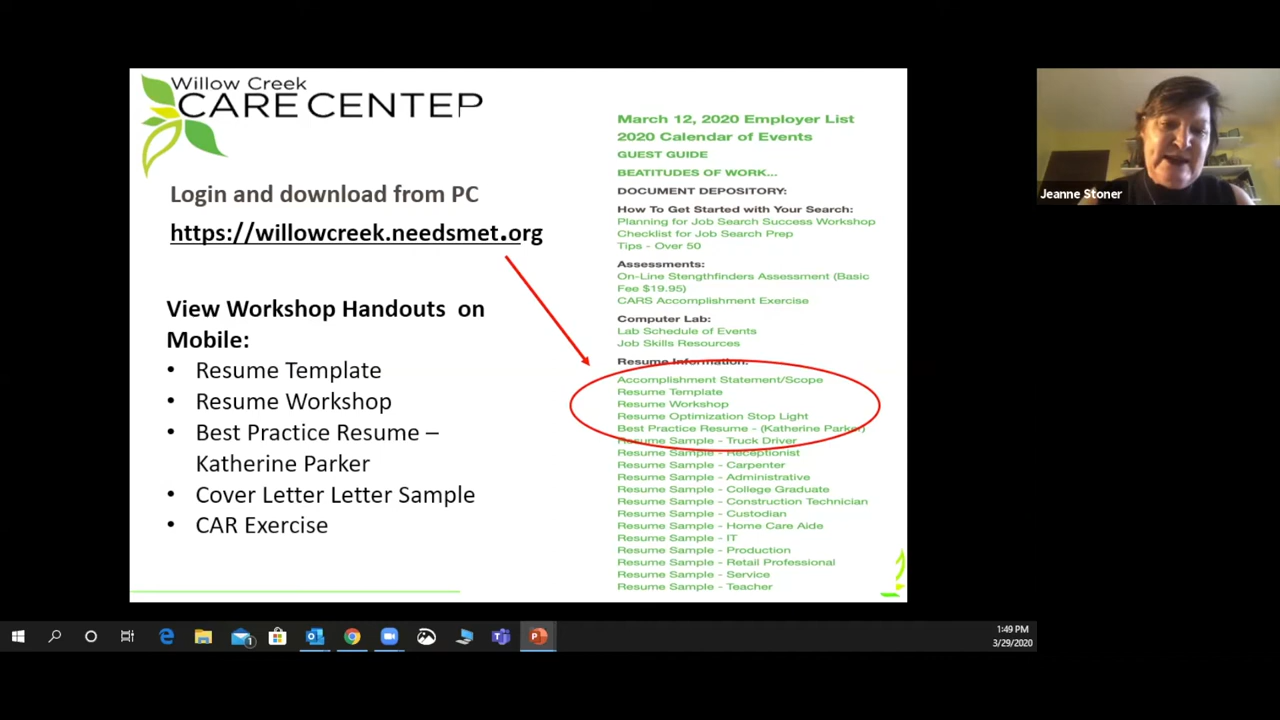 Willow Creek
CARE CENTER
Login and download from PC
https://willowcreek.needsmet.org
View Workshop Handouts on
Mobile:
• Resume Template
• Resume Workshop
• Best Practice Resume –
Katherine Parker
• Cover Letter Letter Sample
• CAR Exercise
March 12, 2020 Employer List
2020 Calendar of Events
GUEST GUIDE
BEATITUDES OF WORK...
DOCUMENT DEPOSITORY:
How To Get Started with Your Search:
Planning for Job Search Success Workshop
Checklist for Job Search Prep
Tips - Over 50
Assessments:
On-Line Stengthfinders Assessment (Basic
Fee $19.95)
CARS Accomplishment Exercise
Computer Lab:
Lab Schedule of Events
Job Skills Resources
Resume Information:
Accomplishment Statement/Scope
Resume Template
Resume Workshop
Resume Optimization Stop Light
Best Practice Resume - (Katherine Parker)
Resume Sample - Truck Driver
Resume Sample - Receptionist
Resume Sample - Carpenter
Resume Sample - Administrative
Resume Sample - College Graduate
Resume Sample - Construction Technician
Resume Sample - Custodian
Resume Sample - Home Care Aide
Resume Sample - IT
Resume Sample - Production
Resume Sample - Retail Professional
Resume Sample - Service
Resume Sample - Teacher
Jeanne Stoner
1
1:49 PM
3/29/2020